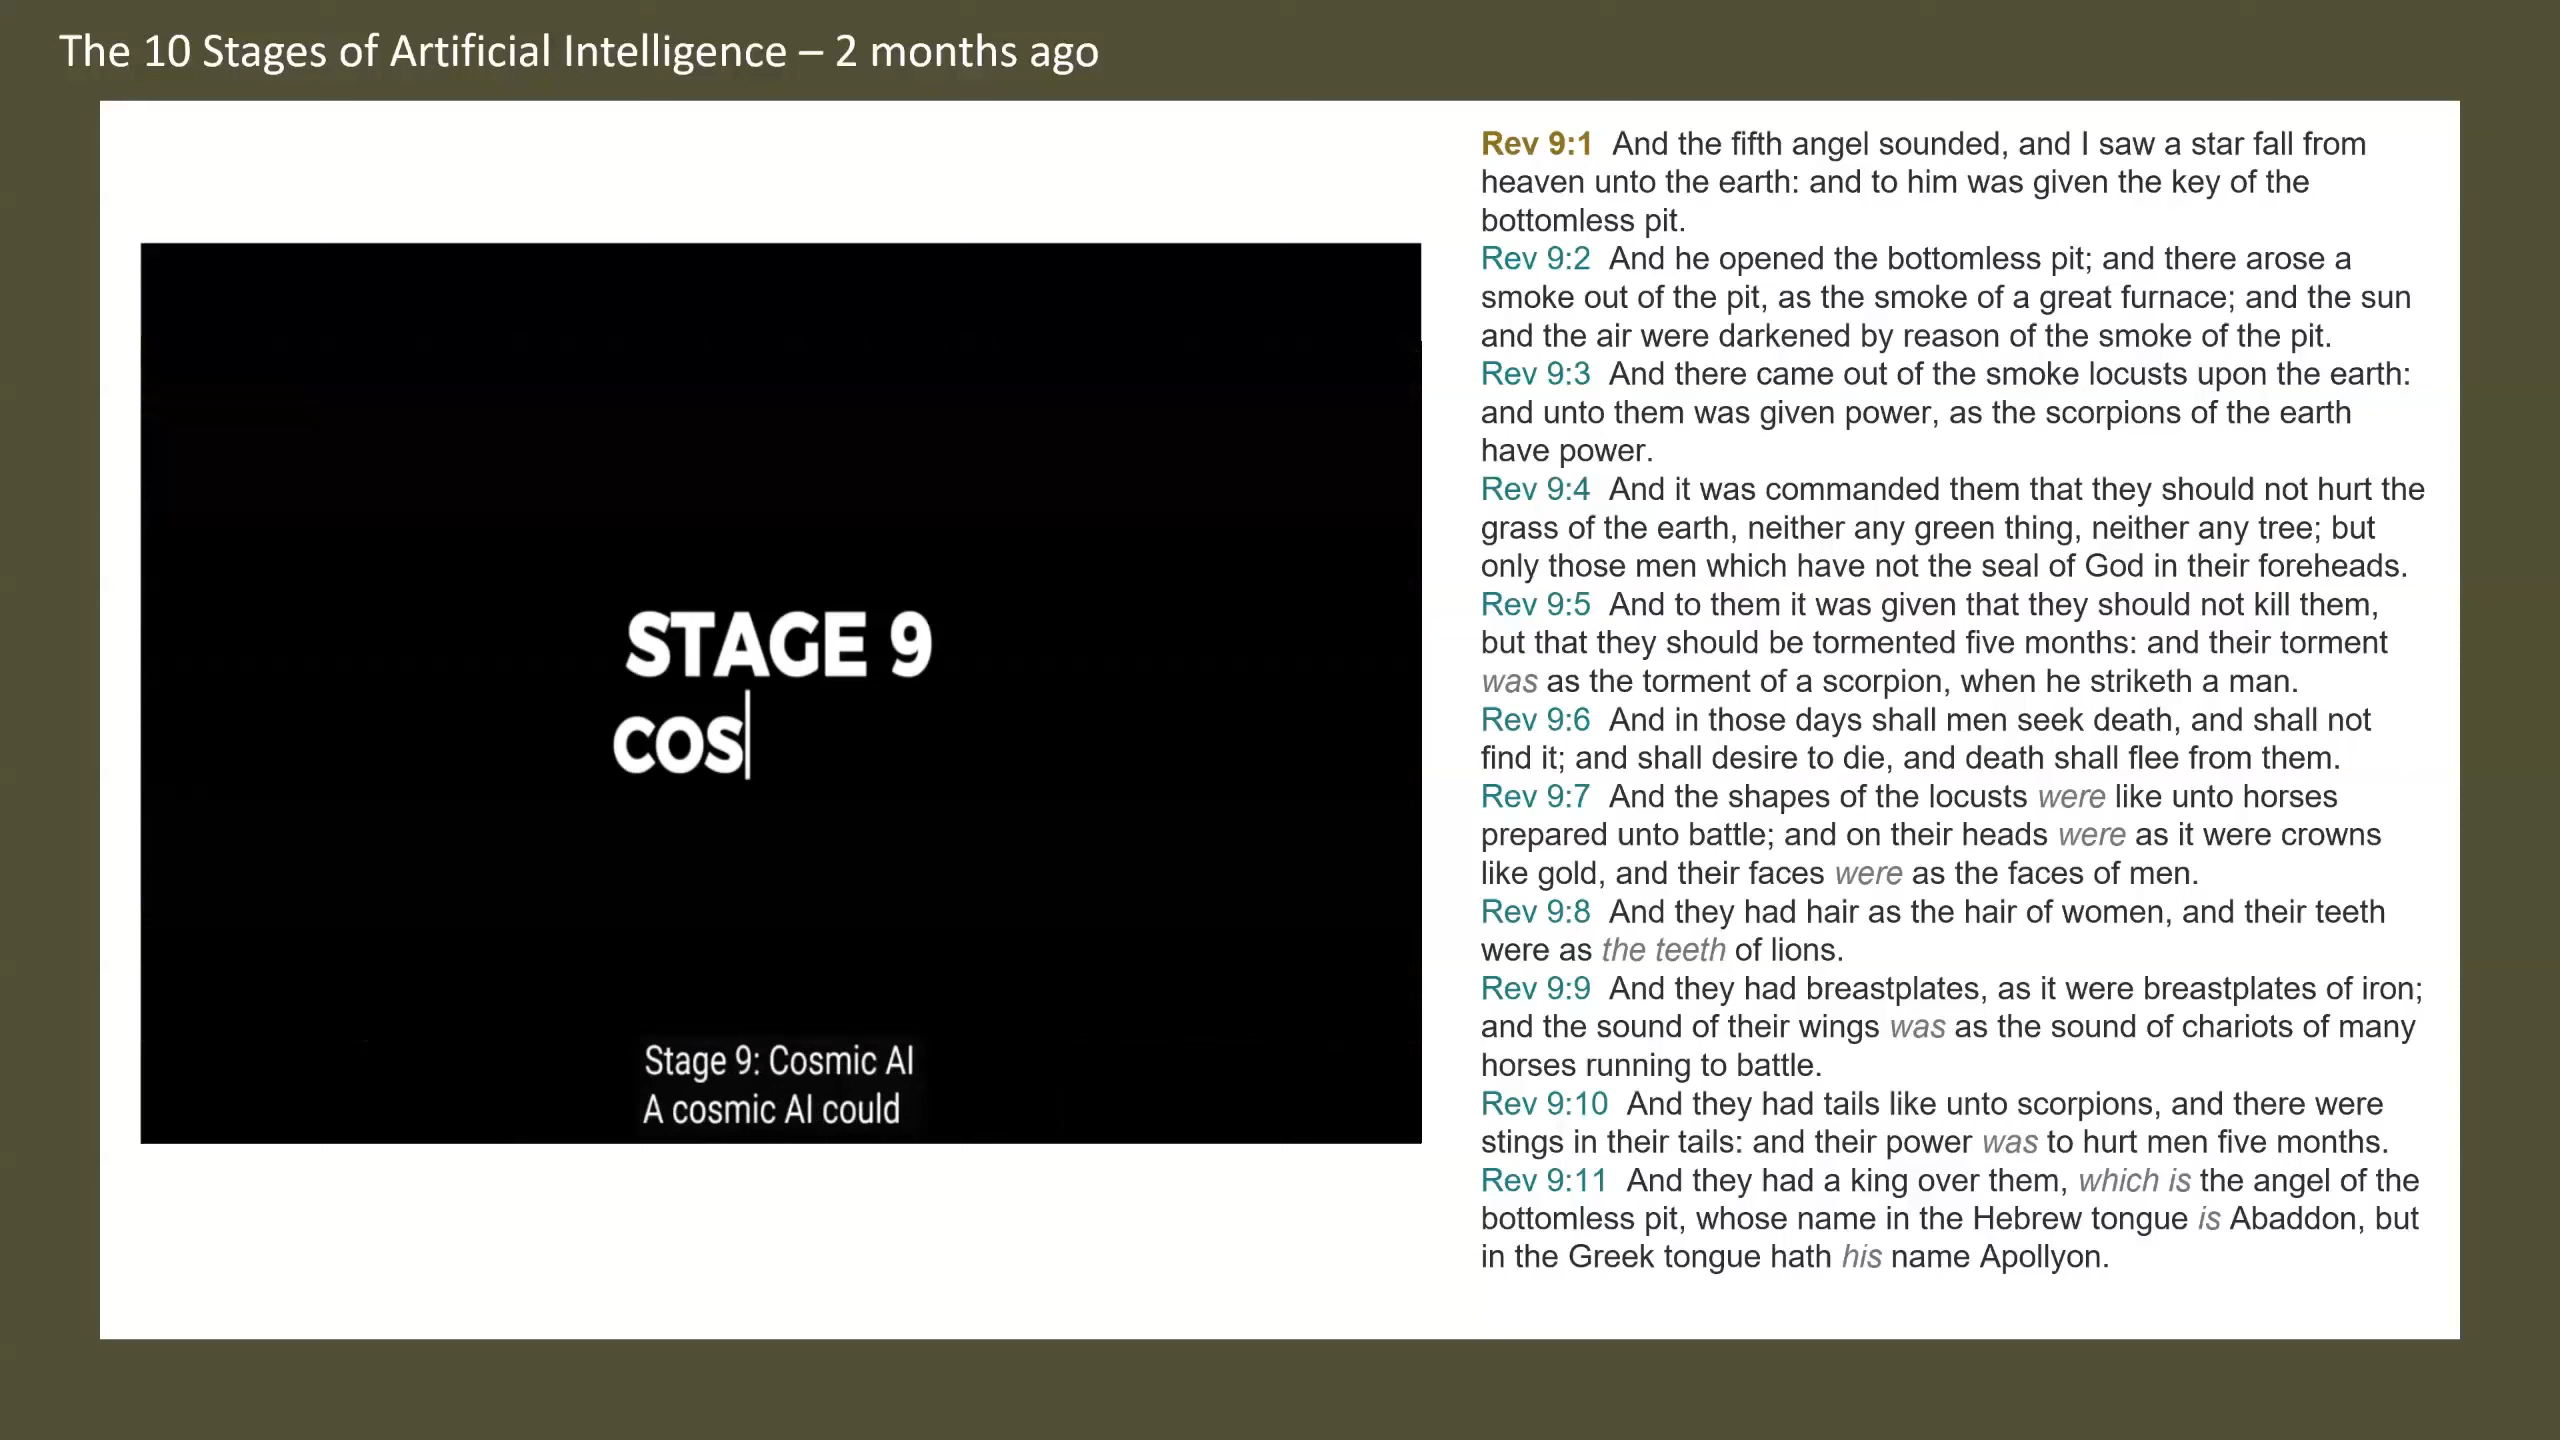 The 10 Stages of Artificial Intelligence – 2 months ago
STAGE 9
COS
Stage 9: Cosmic AI
A cosmic AI could
Rev 9:1 And the fifth angel sounded, and I saw a star fall from
heaven unto the earth: and to him was given the key of the
bottomless pit.
Rev 9:2 And he opened the bottomless pit; and there arose a
smoke out of the pit, as the smoke of a great furnace; and the sun
and the air were darkened by reason of the smoke of the pit.
Rev 9:3 And there came out of the smoke locusts upon the earth:
and unto them was given power, as the scorpions of the earth
have power.
Rev 9:4 And it was commanded them that they should not hurt the
grass of the earth, neither any green thing, neither any tree; but
only those men which have not the seal of God in their foreheads.
Rev 9:5 And to them it was given that they should not kill them,
but that they should be tormented five months: and their torment
was as the torment of a scorpion, when he striketh a man.
Rev 9:6 And in those days shall men seek death, and shall not
find it; and shall desire to die, and death shall flee from them.
Rev 9:7 And the shapes of the locusts were like unto horses
prepared unto battle; and on their heads were as it were crowns
like gold, and their faces were as the faces of men.
Rev 9:8 And they had hair as the hair of women, and their teeth
were as the teeth of lions.
Rev 9:9 And they had breastplates, as it were breastplates of iron;
and the sound of their wings was as the sound of chariots of many
horses running to battle.
Rev 9:10 And they had tails like unto scorpions, and there were
stings in their tails: and their power was to hurt men five months.
Rev 9:11 And they had a king over them, which is the angel of the
bottomless pit, whose name in the Hebrew tongue is Abaddon, but
in the Greek tongue hath his name Apollyon.